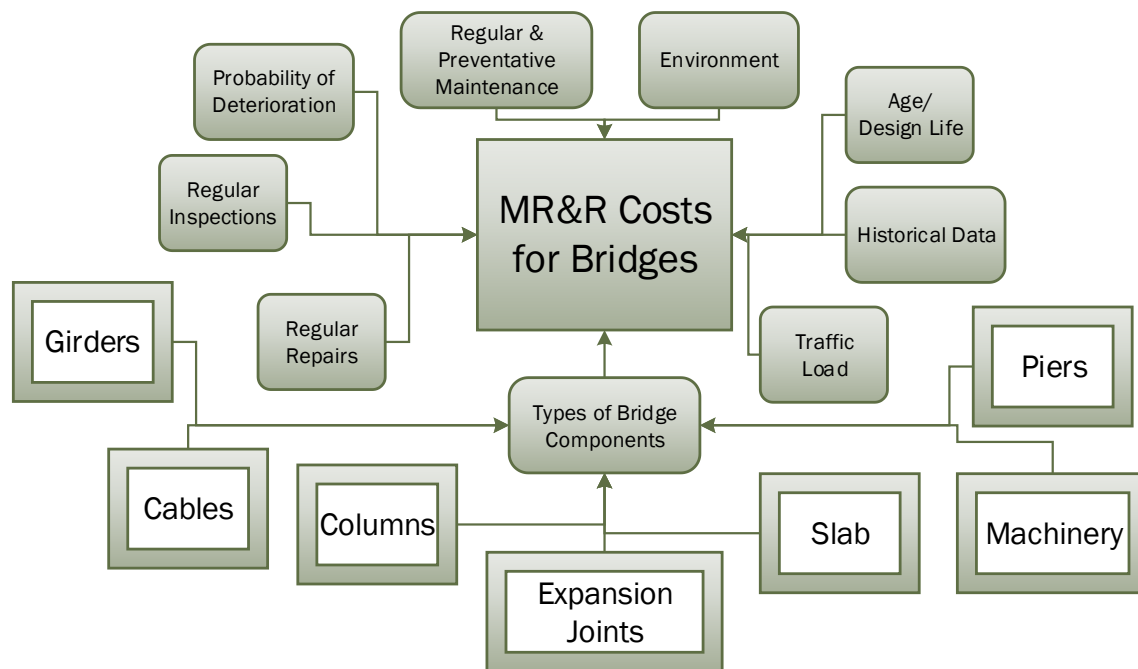 Regular &
Preventative
Maintenance
Environment
Probability of
Deterioration
Age/
Design Life
Regular
Inspections
MR&R Costs
for Bridges
Historical Data
Girders
Regular
Repairs
Traffic
Load
Piers
Types of Bridge
Components
Cables
Columns
Slab
Machinery
Expansion
Joints